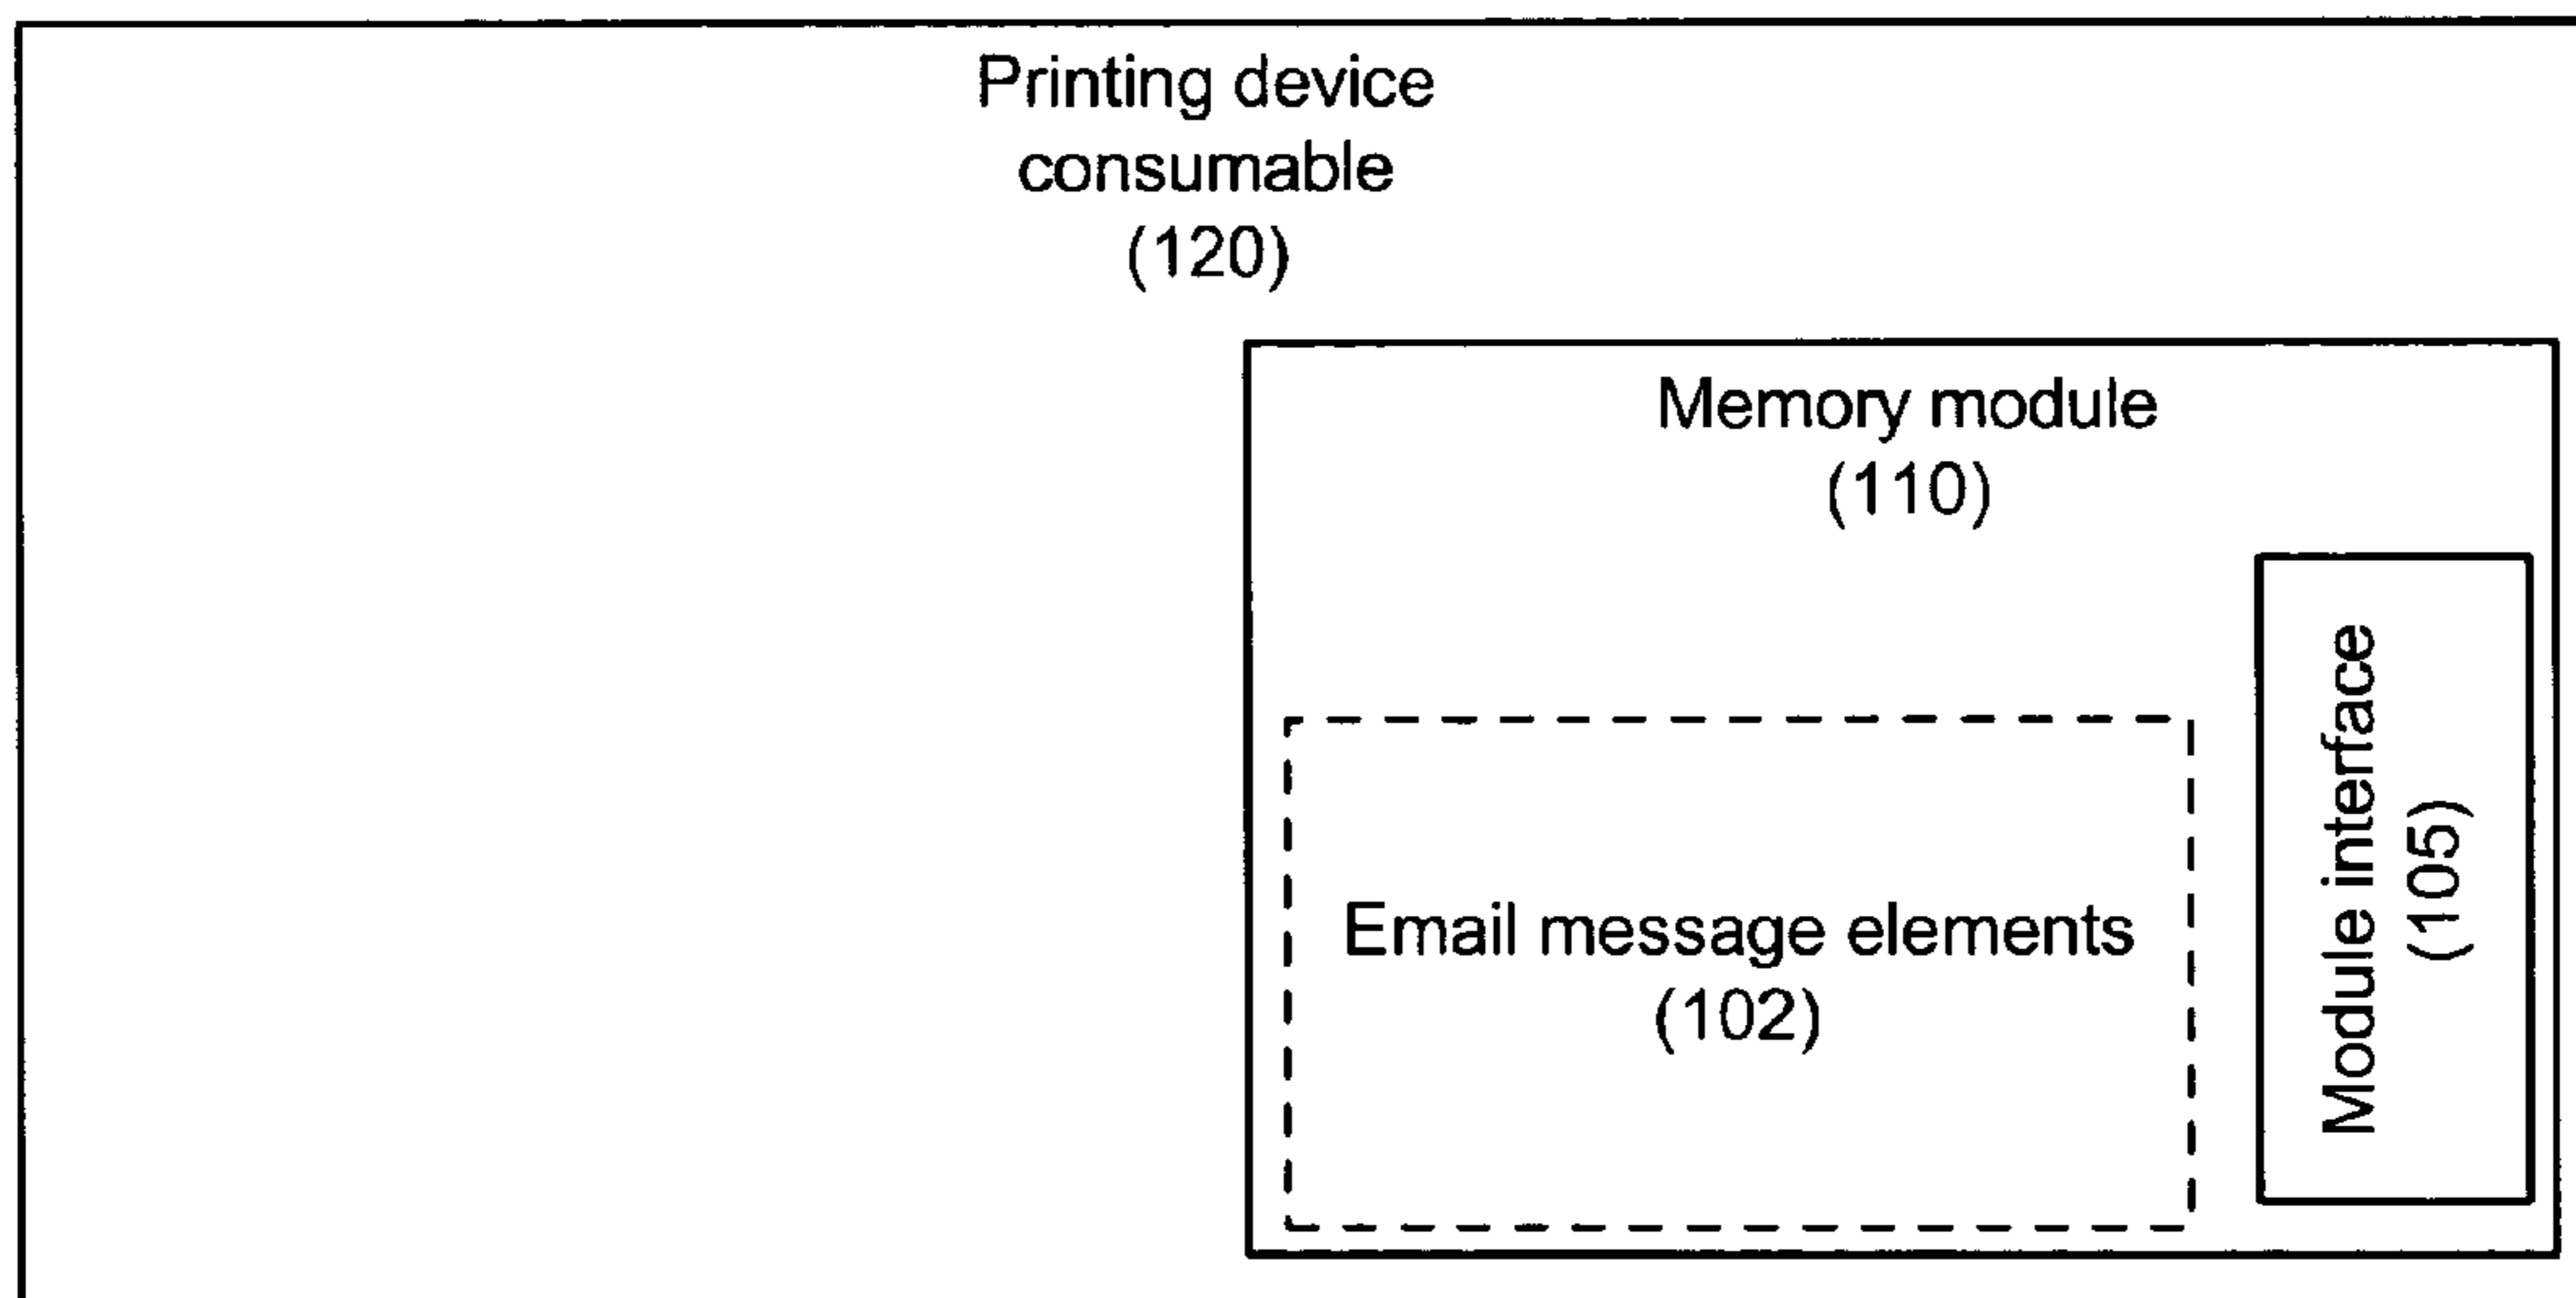 Printing device
consumable
(120)
Memory module
(110)
Email message elements
(102)
Module interface
(105)